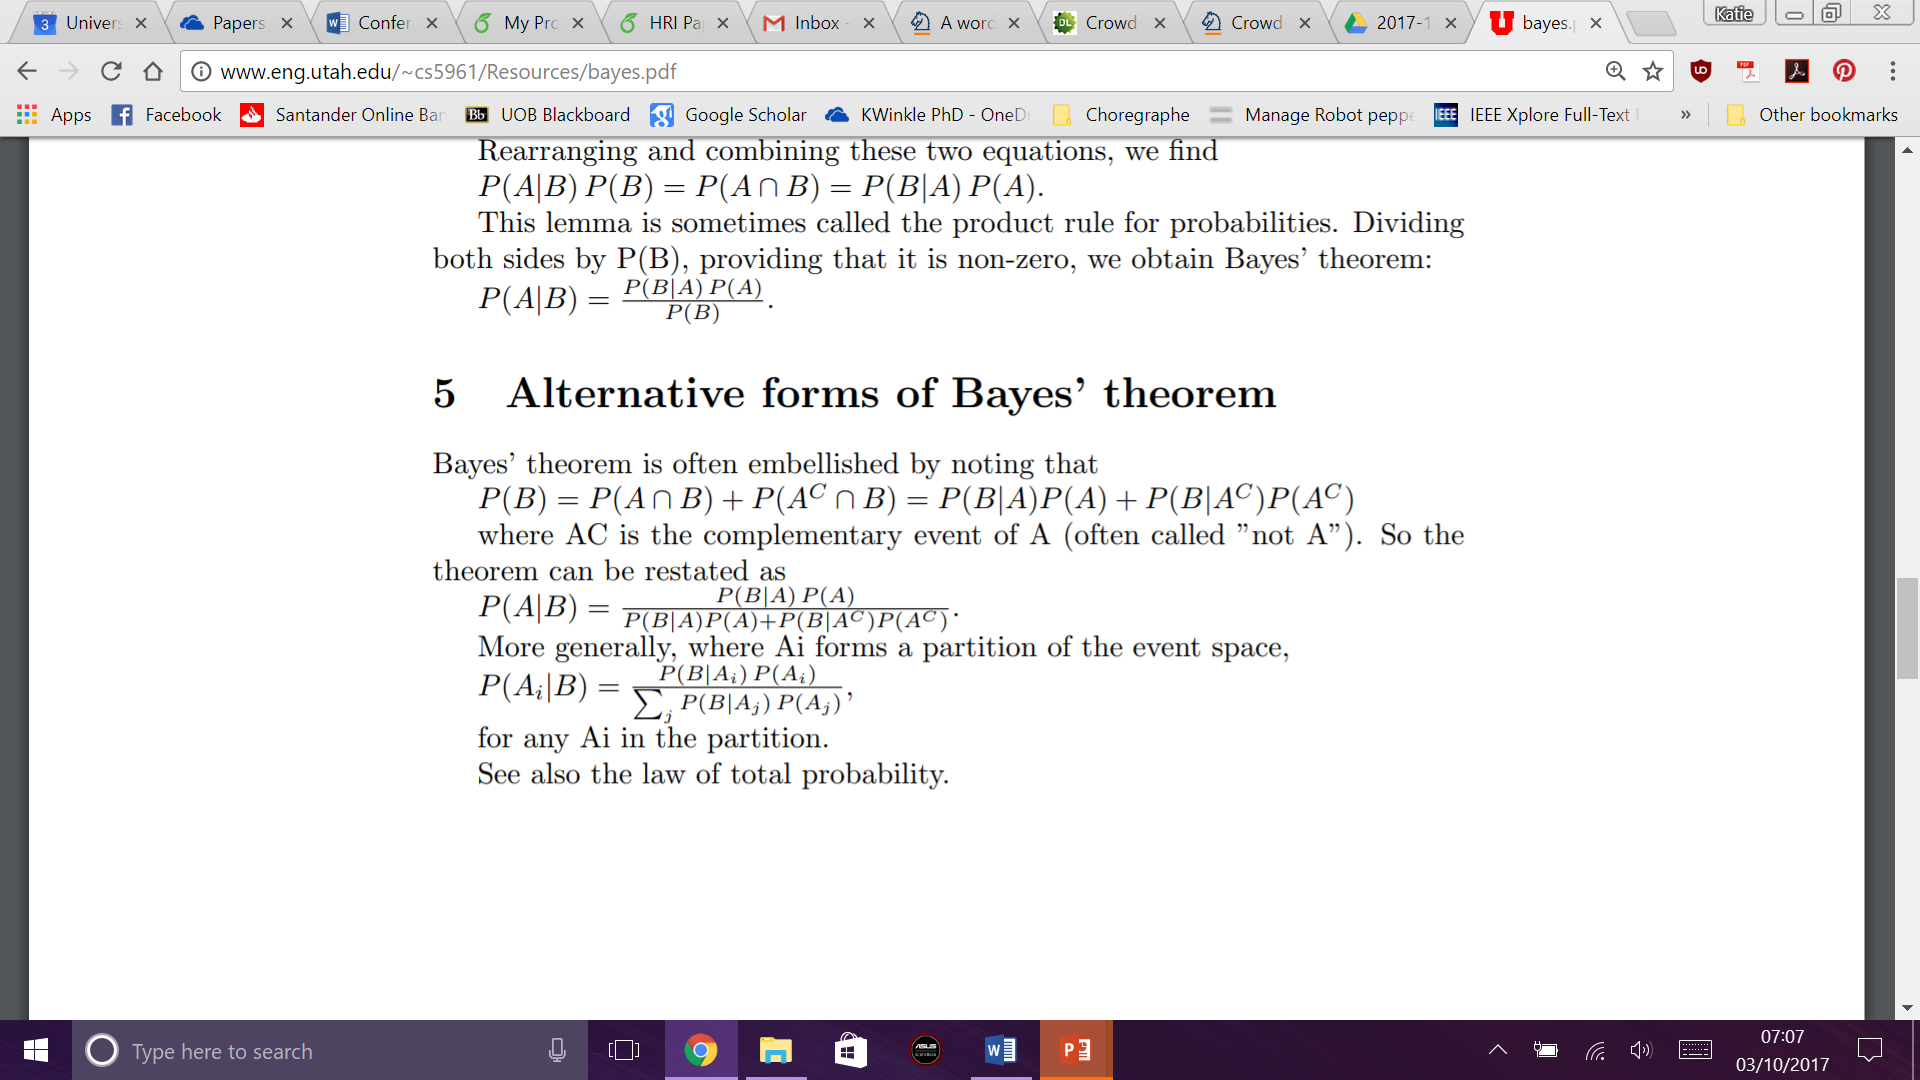 Katie
3 Univers Papers Confer My Pro HRI Pa Inbox - A word DL Crowd Crowd 2017-1 bayes.p
www.eng.utah.edu/~cs5961/Resources/bayes.pdf
Apps Facebook Santander Online Ban Bb UOB Blackboard Google Scholar KWinkle PhD - OneD Choregraphe Manage Robot peppe IEEE IEEE Xplore Full-Text » Other bookmarks
Rearranging and combining these two equations, we find
P(A|B) P(B) = P(A ∩ B) = P(B|A) P(A).
This lemma is sometimes called the product rule for probabilities. Dividing
both sides by P(B), providing that it is non-zero, we obtain Bayes’ theorem:
P(A|B) = P(B|A) P(A) / P(B).
5 Alternative forms of Bayes’ theorem
Bayes’ theorem is often embellished by noting that
P(B) = P(A ∩ B) + P(A^C ∩ B) = P(B|A)P(A) + P(B|A^C)P(A^C)
where AC is the complementary event of A (often called ”not A”). So the
theorem can be restated as
P(A|B) = P(B|A) P(A) / P(B|A)P(A)+P(B|A^C)P(A^C).
More generally, where Ai forms a partition of the event space,
P(A_i|B) = P(B|A_i) P(A_i) / ∑_j P(B|A_j) P(A_j),
for any Ai in the partition.
See also the law of total probability.
Type here to search
07:07
03/10/2017